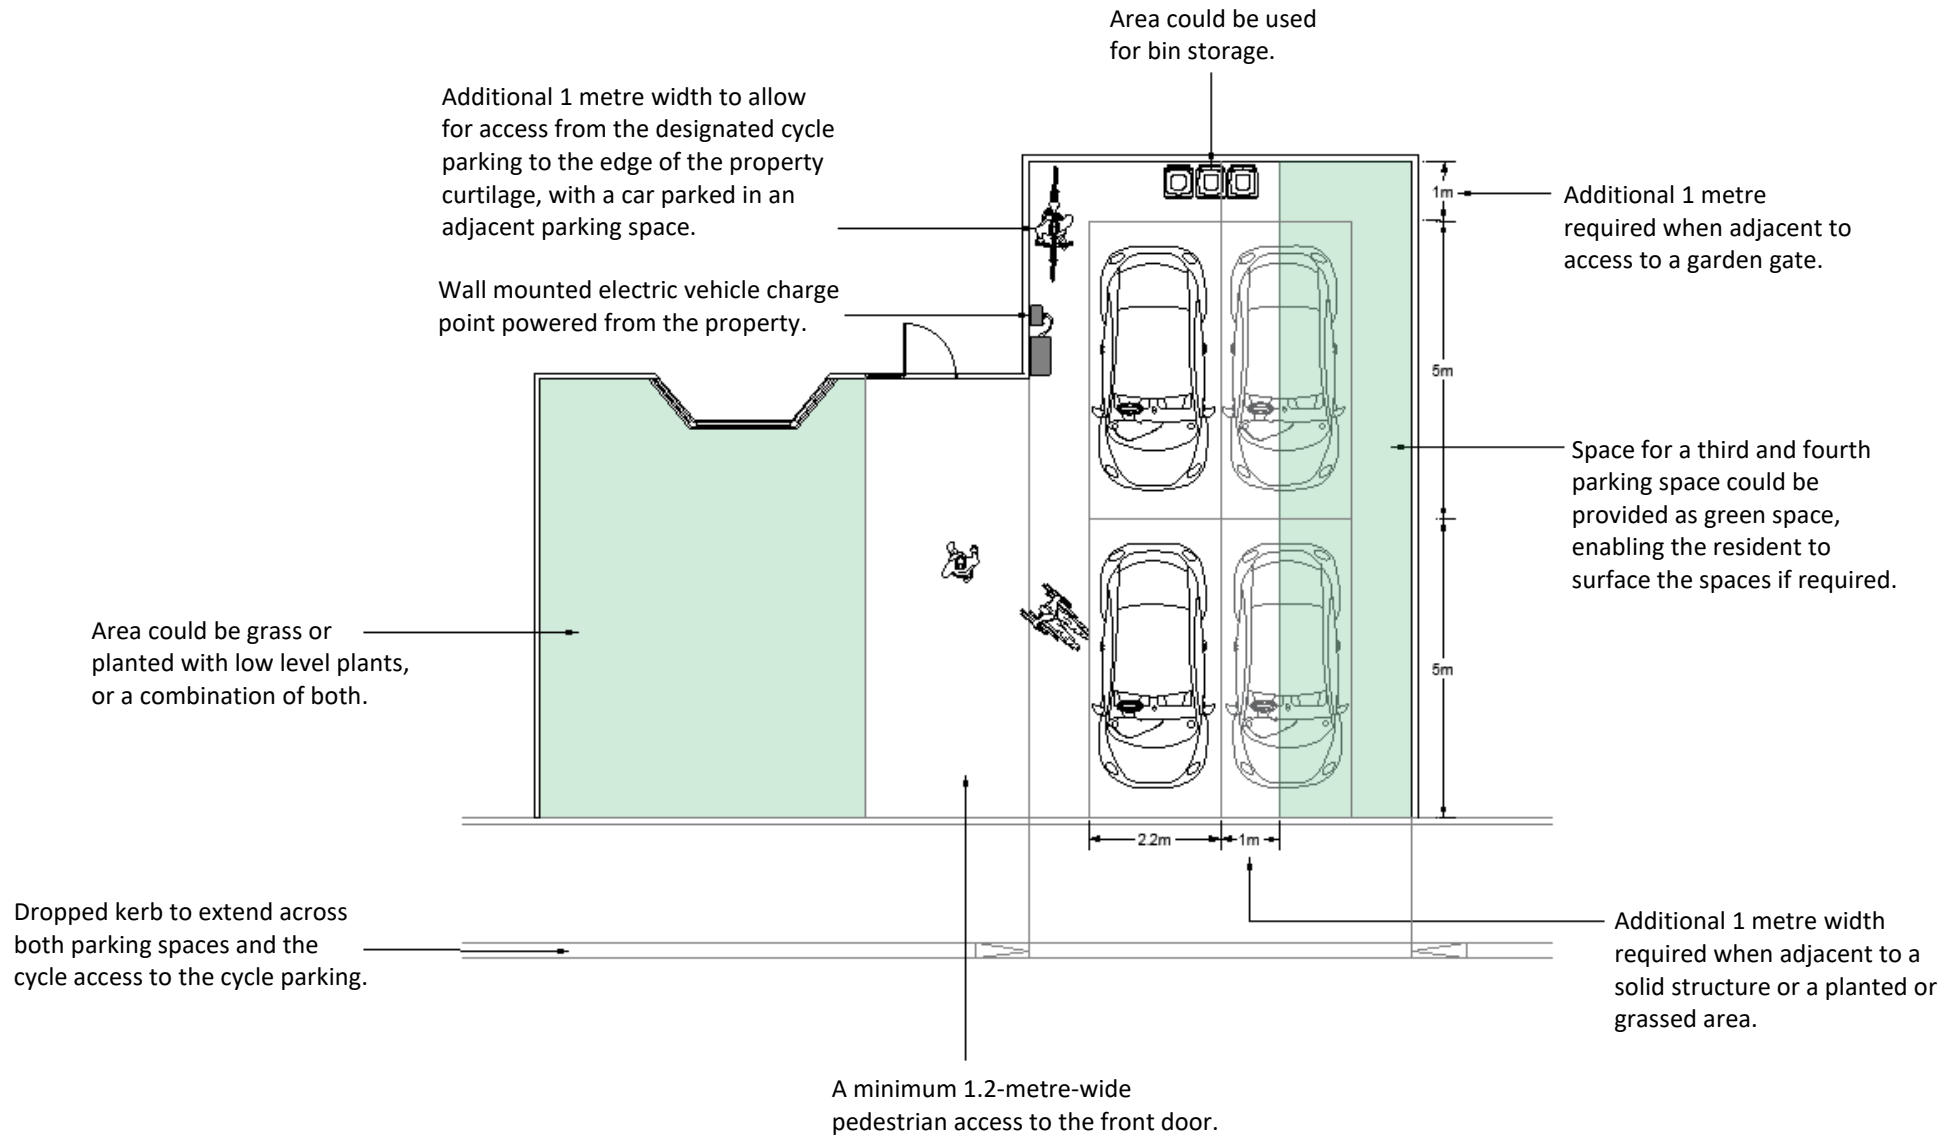 Area could be used
for bin storage.
Additional 1 metre width to allow
for access from the designated cycle
parking to the edge of the property
curtilage, with a car parked in an
adjacent parking space.
1m
Additional 1 metre
required when adjacent to
access to a garden gate.
Wall mounted electric vehicle charge
point powered from the property.
5m
Space for a third and fourth
parking space could be
provided as green space,
enabling the resident to
surface the spaces if required.
Area could be grass or
planted with low level plants,
or a combination of both.
5m
2.2m
1m
Dropped kerb to extend across
both parking spaces and the
cycle access to the cycle parking.
Additional 1 metre width
required when adjacent to a
solid structure or a planted or
grassed area.
A minimum 1.2-metre-wide
pedestrian access to the front door.